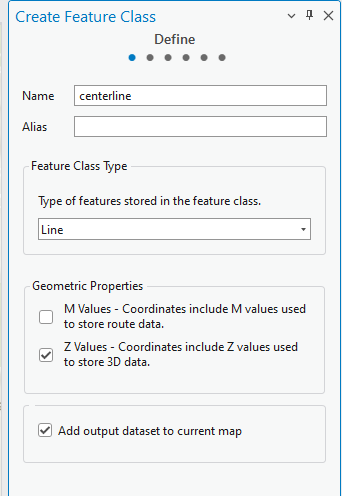 Create Feature Class
Define
Name centerline
Alias
Feature Class Type
Type of features stored in the feature class.
Line
Geometric Properties
M Values - Coordinates include M values used
to store route data.
Z Values - Coordinates include Z values used
to store 3D data.
Add output dataset to current map